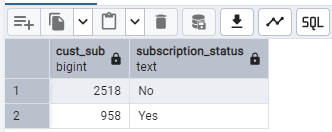 SQL
cust_sub subscription_status
bigint text
1 2518 No
2 958 Yes